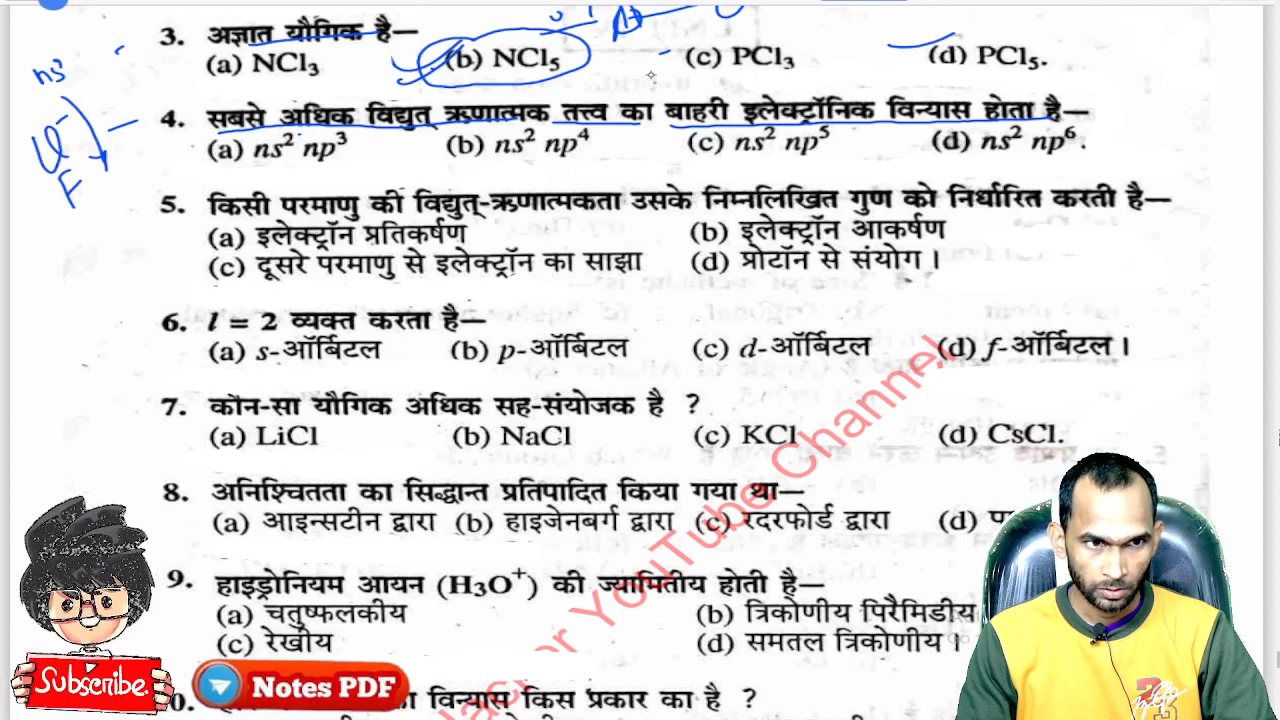 3. अज्ञात यौगिक है—
(a) NCl₃ (b) NCl₅ (c) PCl₃ (d) PCl₅.
ns²
4. सबसे अधिक विद्युत् ऋणात्मक तत्त्व का बाहरी इलेक्ट्रॉनिक विन्यास होता है—
(a) ns² np³ (b) ns² np⁴ (c) ns² np⁵ (d) ns² np⁶.
F
5. किसी परमाणु की विद्युत्-ऋणात्मकता उसके निम्नलिखित गुण को निर्धारित करती है—
(a) इलेक्ट्रॉन प्रतिकर्षण (b) इलेक्ट्रॉन आकर्षण
(c) दूसरे परमाणु से इलेक्ट्रॉन का साझा (d) प्रोटॉन से संयोग।
6. l = 2 व्यक्त करता है—
(a) s-ऑर्बिटल (b) p-ऑर्बिटल (c) d-ऑर्बिटल (d) f-ऑर्बिटल।
7. कौन-सा यौगिक अधिक सह-संयोजक है ?
(a) LiCl (b) NaCl (c) KCl (d) CsCl.
8. अनिश्चितता का सिद्धान्त प्रतिपादित किया गया था—
(a) आइन्सटीन द्वारा (b) हाइजेनबर्ग द्वारा (c) रदरफोर्ड द्वारा (d)
9. हाइड्रोनियम आयन (H₃O⁺) की ज्यामितीय होती है—
(a) चतुष्फलकीय (b) त्रिकोणीय पिरैमिडीय
(c) रेखीय (d) समतल त्रिकोणीय।
विन्यास किस प्रकार का है ?
YouTube Channel
Subscribe.
Notes PDF